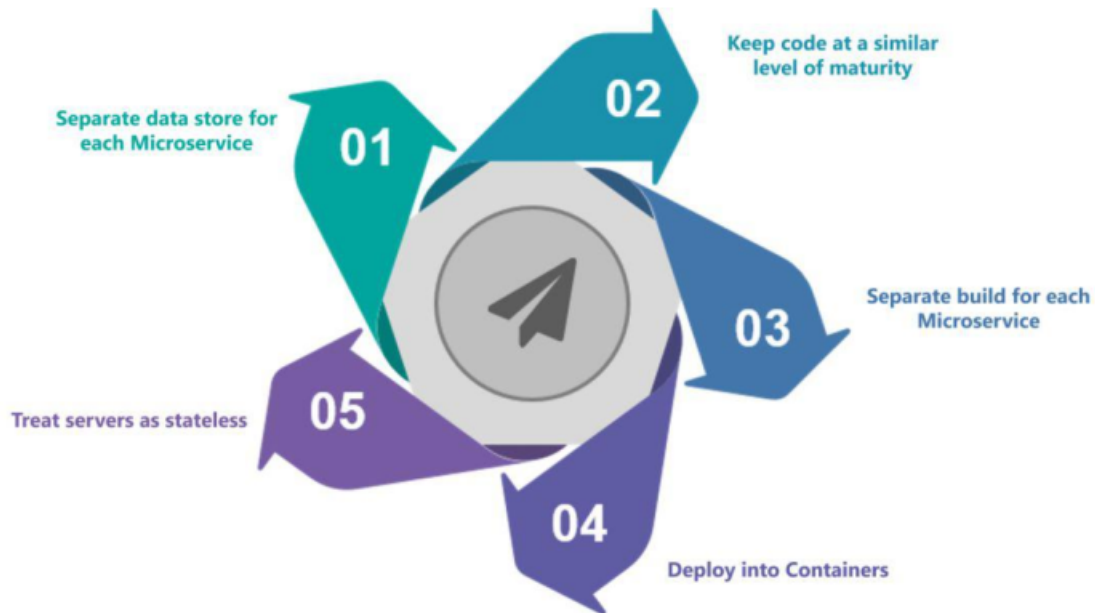 01
Separate data store for
each Microservice
02
Keep code at a similar
level of maturity
03
Separate build for each
Microservice
04
Deploy into Containers
05
Treat servers as stateless